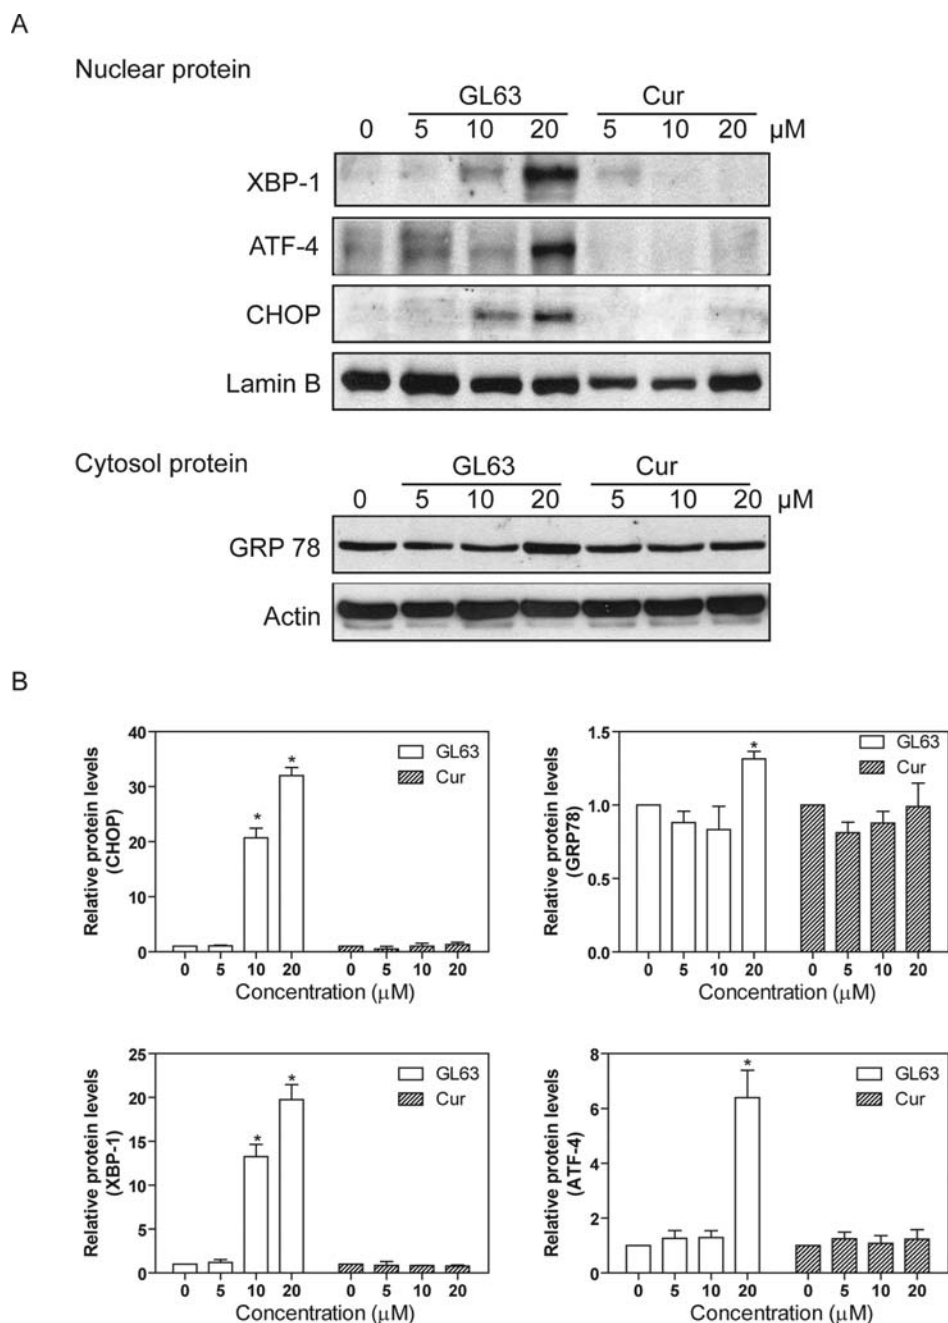 A
Nuclear protein
GL63 Cur
0 5 10 20 5 10 20 µM
XBP-1
ATF-4
CHOP
Lamin B
Cytosol protein
GL63 Cur
0 5 10 20 5 10 20 µM
GRP 78
Actin
B
Relative protein levels
(CHOP)
40
30
20
10
0
* *
GL63
Cur
0 5 10 20 0 5 10 20
Concentration (µM)
Relative protein levels
(GRP78)
1.5
1.0
0.5
0.0
*
GL63
Cur
0 5 10 20 0 5 10 20
Concentration (µM)
Relative protein levels
(XBP-1)
25
20
15
10
5
0
* *
GL63
Cur
0 5 10 20 0 5 10 20
Concentration (µM)
Relative protein levels
(ATF-4)
8
6
4
2
0
*
GL63
Cur
0 5 10 20 0 5 10 20
Concentration (µM)